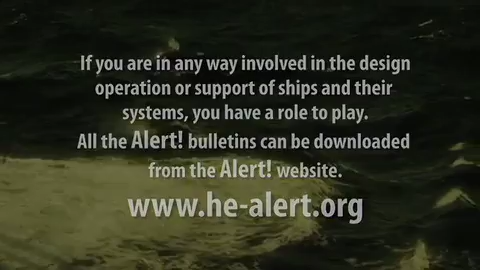 If you are in any way involved in the design
operation or support of ships and their
systems, you have a role to play.
All the Alert! bulletins can be downloaded
from the Alert! website.
www.he-alert.org